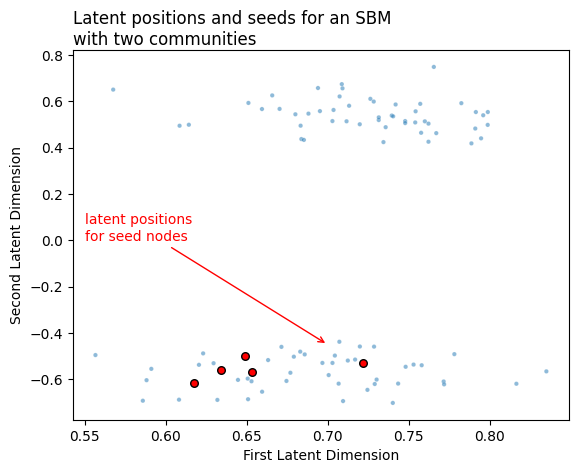 Latent positions and seeds for an SBM
with two communities
Second Latent Dimension
0.8
0.6
0.4
0.2
0.0
−0.2
−0.4
−0.6
latent positions
for seed nodes
0.55
0.60
0.65
0.70
0.75
0.80
First Latent Dimension